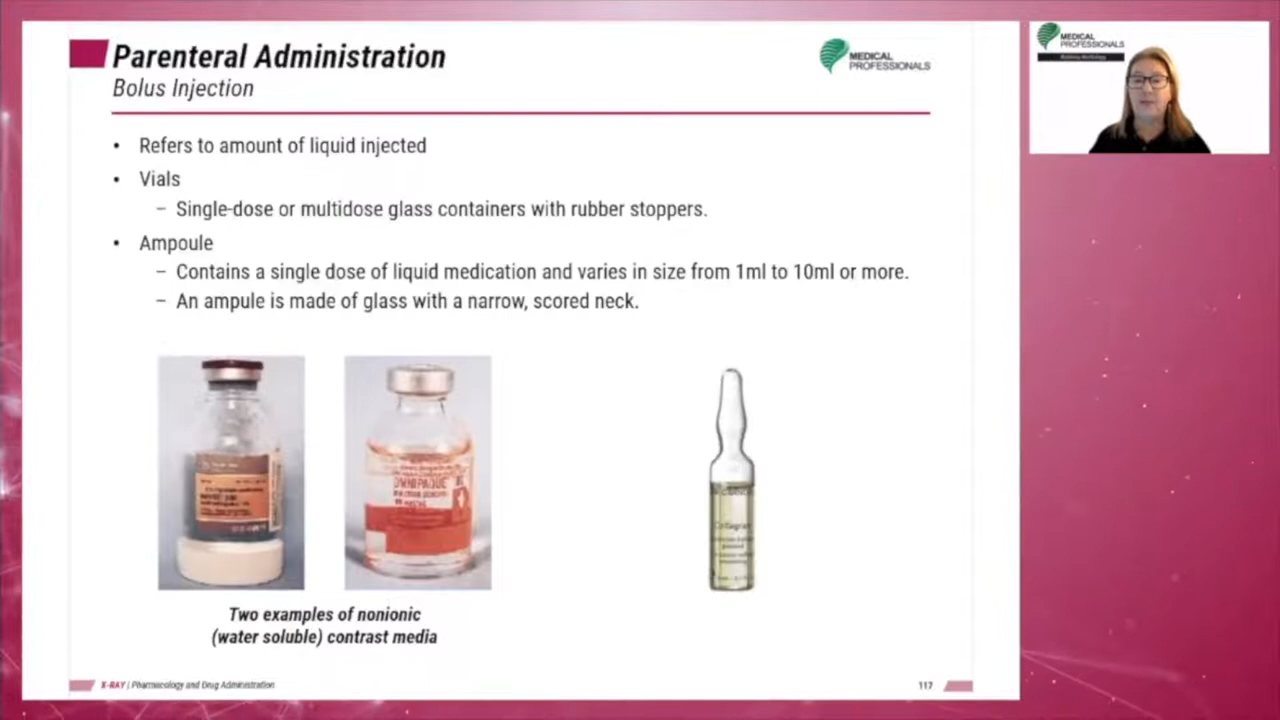 Parenteral Administration
Bolus Injection
MEDICAL
PROFESSIONALS
MEDICAL
PROFESSIONALS
• Refers to amount of liquid injected
• Vials
– Single-dose or multidose glass containers with rubber stoppers.
• Ampoule
– Contains a single dose of liquid medication and varies in size from 1ml to 10ml or more.
– An ampule is made of glass with a narrow, scored neck.
OMNIPAQUE
Two examples of nonionic
(water soluble) contrast media
X-RAY | Pharmacology and Drug Administration
117